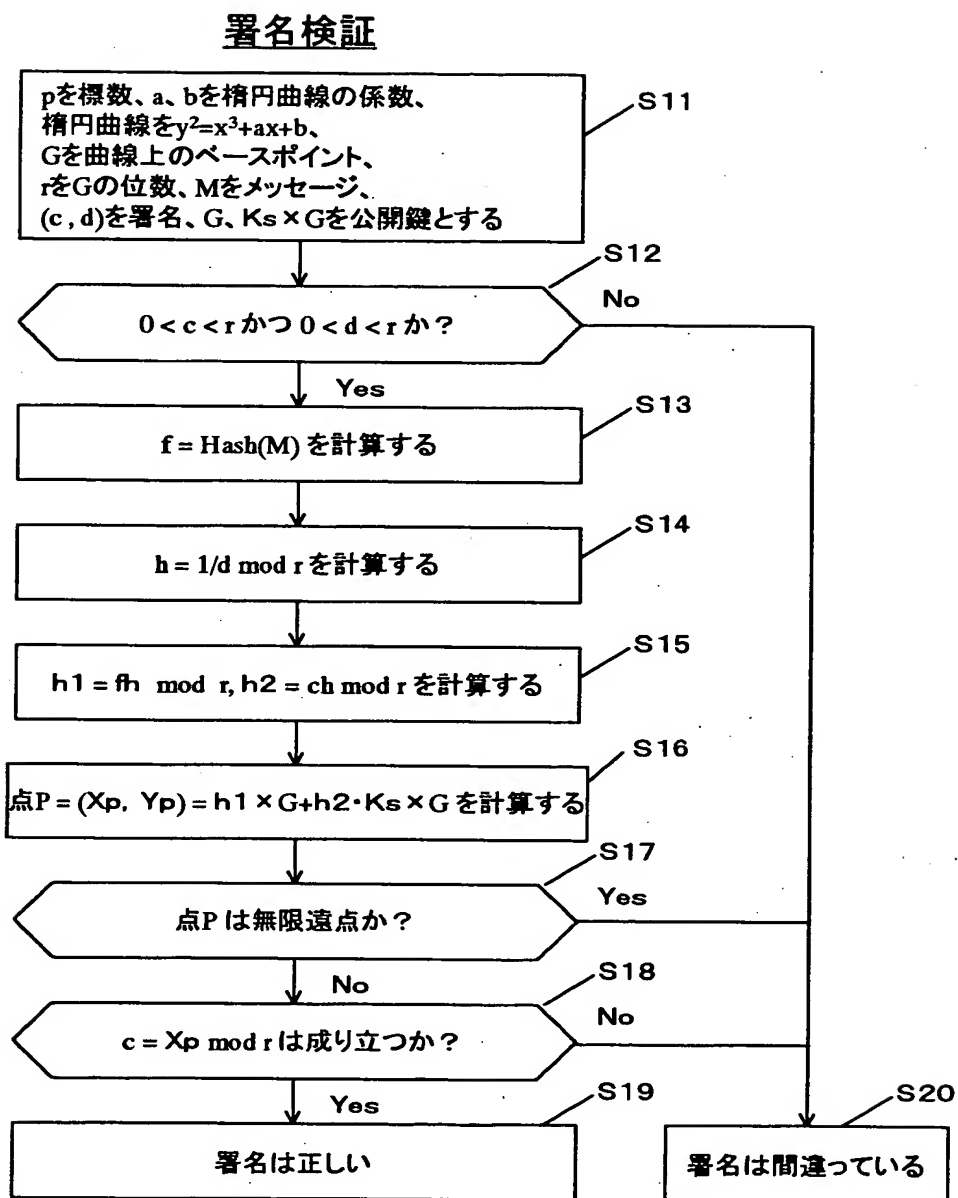 署名検証
pを標数、a、bを楕円曲線の係数、
楕円曲線をy²=x³+ax+b、
Gを曲線上のベースポイント、
rをGの位数、Mをメッセージ、
(c , d)を署名、G、Ks×Gを公開鍵とする
S11
S12
0 < c < r かつ 0 < d < r か?
No
Yes
S13
f = Hash(M) を計算する
S14
h = 1/d mod r を計算する
S15
h1 = fh mod r, h2 = ch mod r を計算する
S16
点P = (Xp, Yp) = h1×G+h2・Ks×G を計算する
S17
点P は無限遠点か?
Yes
No
S18
c = Xp mod r は成り立つか?
No
Yes
S19
署名は正しい
S20
署名は間違っている